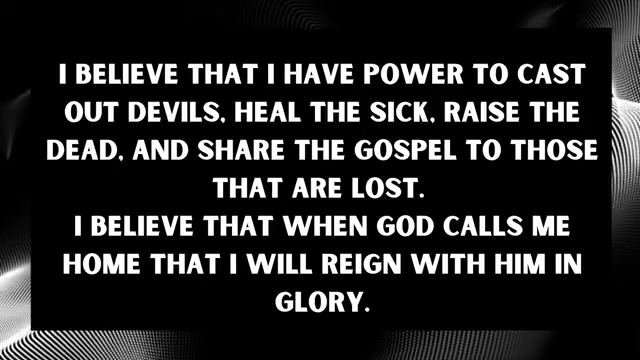 I BELIEVE THAT I HAVE POWER TO CAST
OUT DEVILS, HEAL THE SICK, RAISE THE
DEAD, AND SHARE THE GOSPEL TO THOSE
THAT ARE LOST.
I BELIEVE THAT WHEN GOD CALLS ME
HOME THAT I WILL REIGN WITH HIM IN
GLORY.